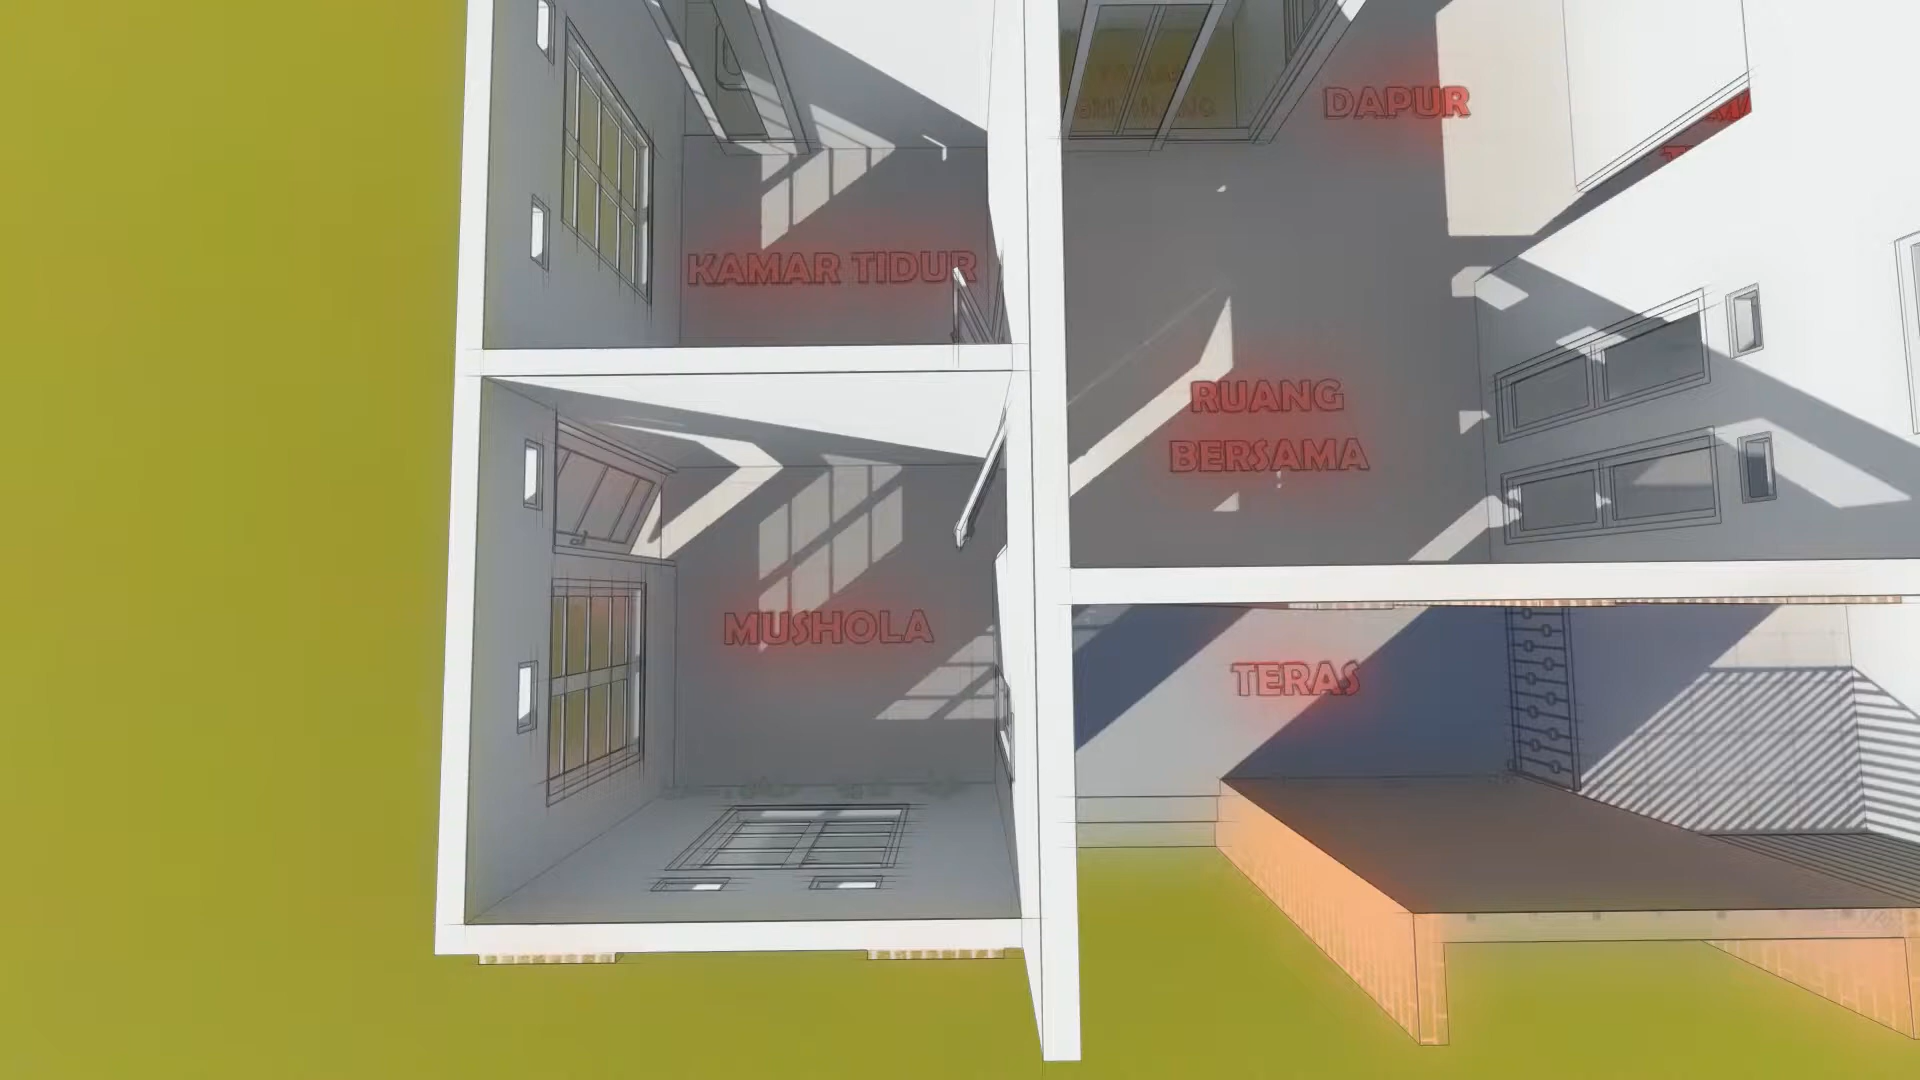 DAPUR
KAMAR TIDUR
RUANG
BERSAMA
MUSHOLA
TERAS